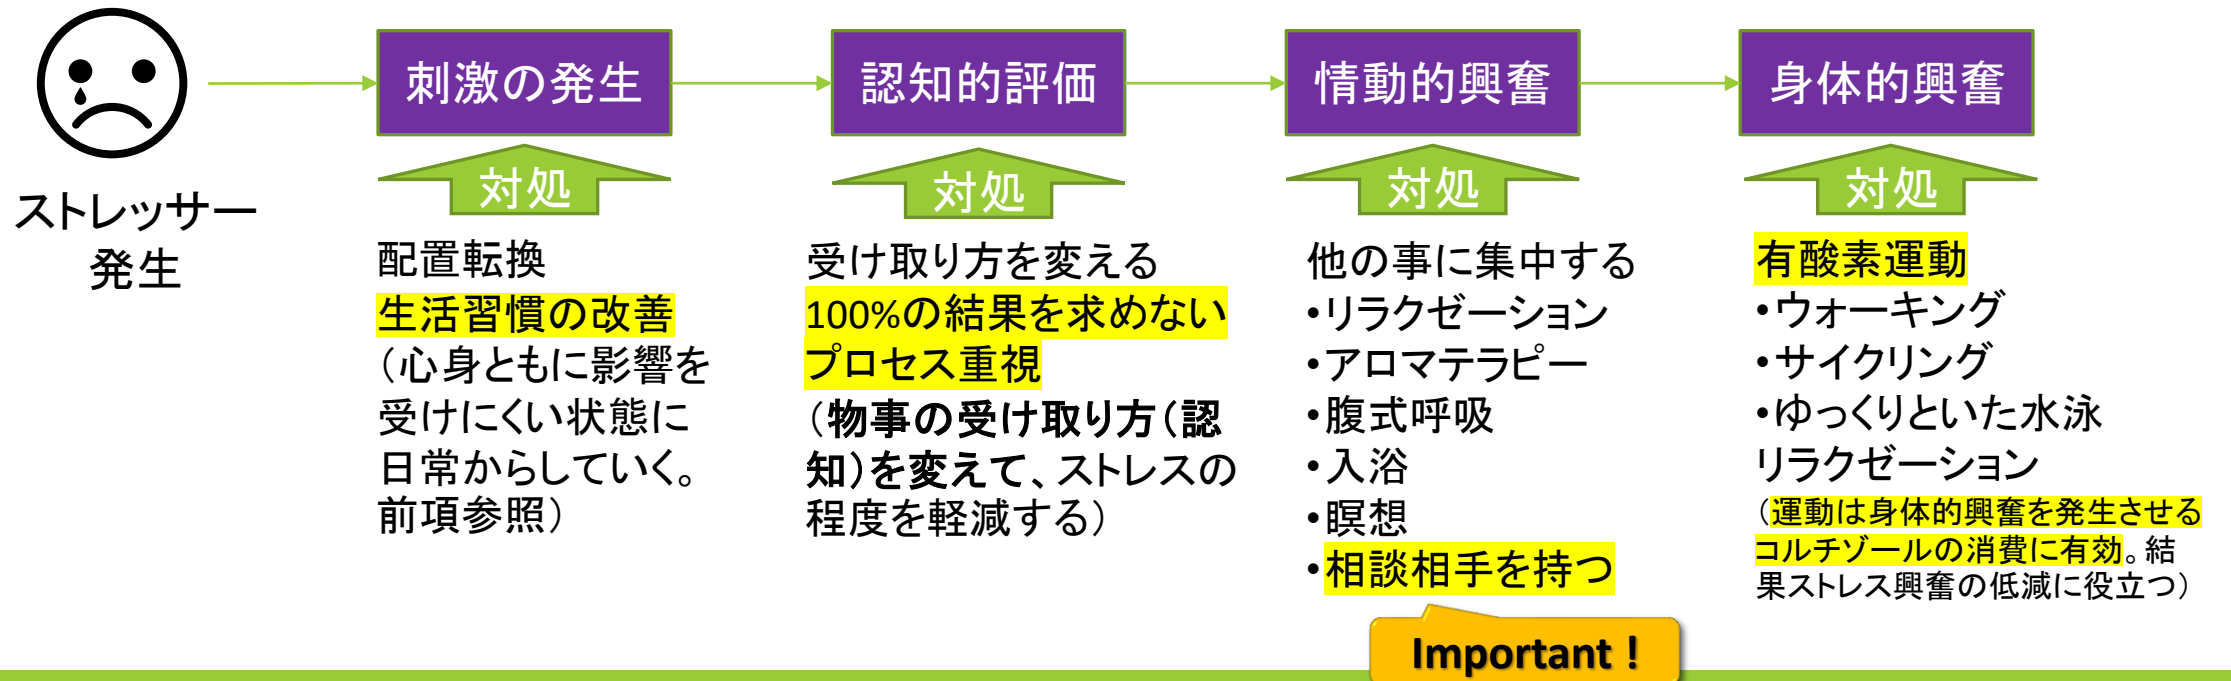 ストレッサー
発生
刺激の発生
対処
配置転換
生活習慣の改善
（心身ともに影響を
受けにくい状態に
日常からしていく。
前項参照）
認知的評価
対処
受け取り方を変える
100%の結果を求めない
プロセス重視
（物事の受け取り方（認
知）を変えて、ストレスの
程度を軽減する）
情動的興奮
対処
他の事に集中する
•リラクゼーション
•アロマテラピー
•腹式呼吸
•入浴
•瞑想
•相談相手を持つ
Important！
身体的興奮
対処
有酸素運動
•ウォーキング
•サイクリング
•ゆっくりといた水泳
リラクゼーション
（運動は身体的興奮を発生させる
コルチゾールの消費に有効。結
果ストレス興奮の低減に役立つ）